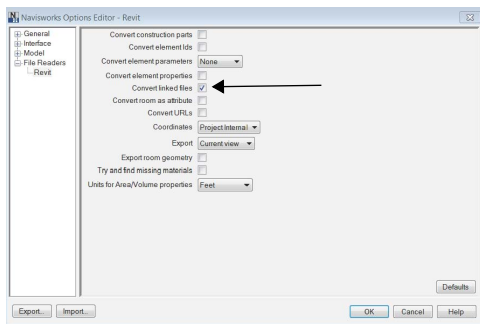 Navisworks Options Editor - Revit
General
Interface
Model
File Readers
Revit
Convert construction parts
Convert element Ids
Convert element parameters None
Convert element properties
Convert linked files
Convert room as attribute
Convert URLs
Coordinates Project Internal
Export Current view
Export room geometry
Try and find missing materials
Units for Area/Volume properties Feet
Defaults
Export... Import... OK Cancel Help